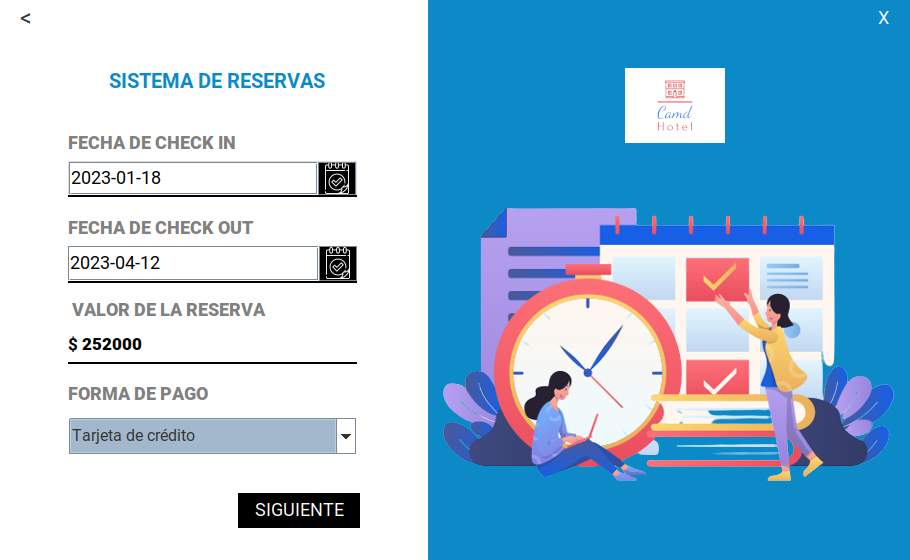 <
X
SISTEMA DE RESERVAS
FECHA DE CHECK IN
2023-01-18
FECHA DE CHECK OUT
2023-04-12
VALOR DE LA RESERVA
$ 252000
FORMA DE PAGO
Tarjeta de crédito
SIGUIENTE
Camd
Hotel